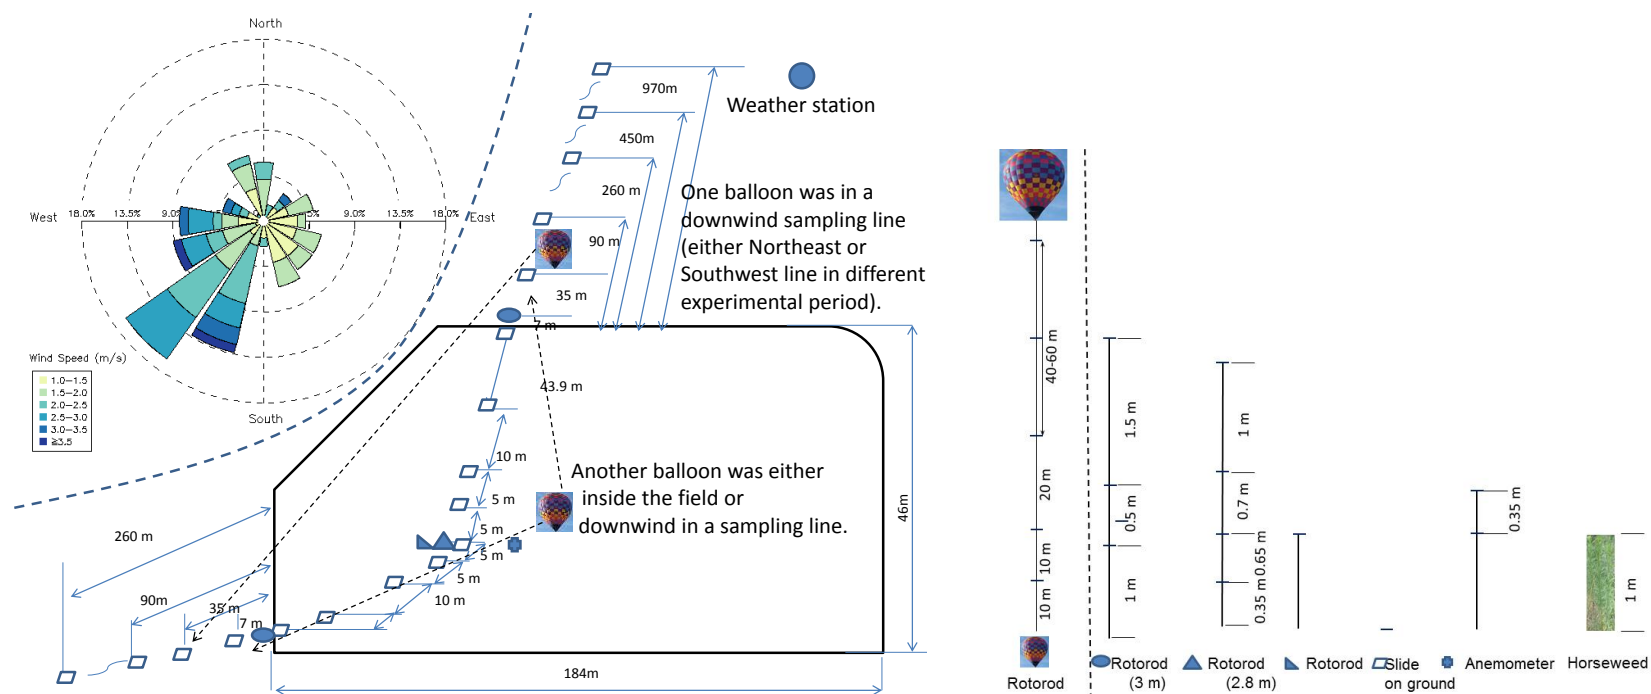 North
West
18.0%
13.5%
9.0%
9.0%
13.5%
18.0%
East
South
Wind Speed (m/s)
1.0−1.5
1.5−2.0
2.0−2.5
2.5−3.0
3.0−3.5
≥3.5
Weather station
970m
450m
260 m
90 m
35 m
7 m
One balloon was in a
downwind sampling line
(either Northeast or
Southwest line in different
experimental period).
43.9 m
10 m
5 m
5 m
5 m
5 m
10 m
Another balloon was either
inside the field or
downwind in a sampling line.
46m
184m
260 m
90m
35 m
7 m
40-60 m
20 m
10 m
10 m
Rotorod
1.5 m
0.5 m
1 m
Rotorod
(3 m)
1 m
0.7 m
0.65 m
0.35 m
Rotorod
(2.8 m)
Rotorod
Slide
on ground
0.35 m
Anemometer
1 m
Horseweed